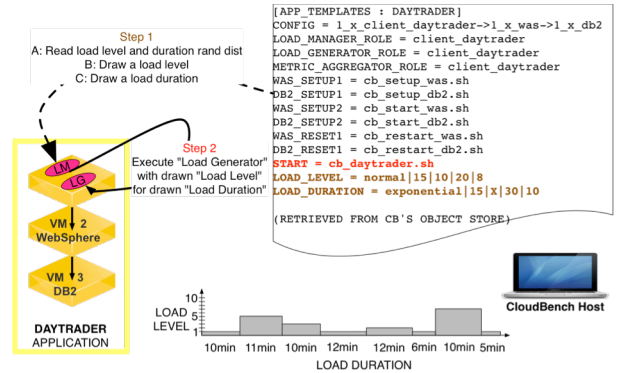 Step 1
A: Read load level and duration rand dist
B: Draw a load level
C: Draw a load duration
[APP_TEMPLATES : DAYTRADER]
CONFIG = 1_x_client_daytrader->1_x_was->1_x_db2
LOAD_MANAGER_ROLE = client_daytrader
LOAD_GENERATOR_ROLE = client_daytrader
METRIC_AGGREGATOR_ROLE = client_daytrader
WAS_SETUP1 = cb_setup_was.sh
DB2_SETUP1 = cb_setup_db2.sh
WAS_SETUP2 = cb_start_was.sh
DB2_SETUP2 = cb_start_db2.sh
WAS_RESET1 = cb_restart_was.sh
DB2_RESET1 = cb_restart_db2.sh
START = cb_daytrader.sh
LOAD_LEVEL = normal|15|10|20|8
LOAD_DURATION = exponential|15|X|30|10
(RETRIEVED FROM CB'S OBJECT STORE)
Step 2
Execute "Load Generator"
with drawn "Load Level"
for drawn "Load Duration"
LM
LG
VM 2
WebSphere
VM 3
DB2
DAYTRADER
APPLICATION
CloudBench Host
LOAD
LEVEL
10
5
1
10min 11min 10min 12min 12min 6min 10min 5min
LOAD DURATION